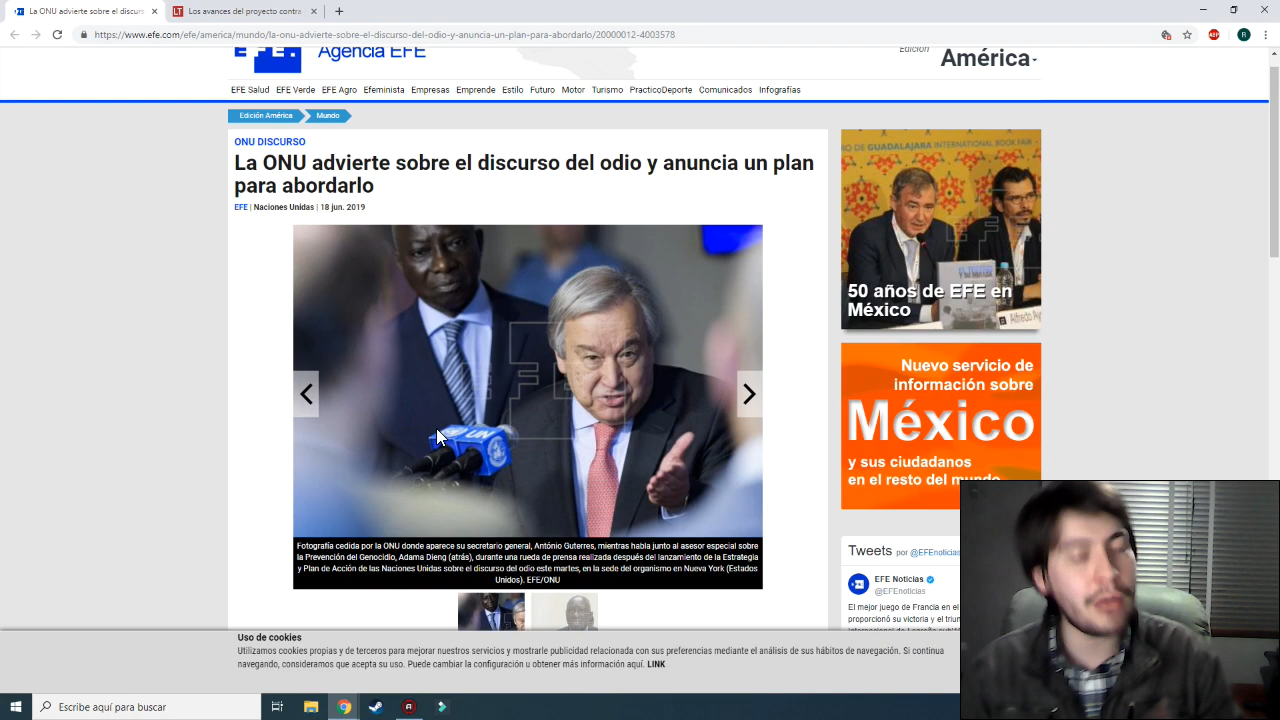 La ONU advierte sobre el discurs
Los avances del proyecto contra
https://www.efe.com/efe/america/mundo/la-onu-advierte-sobre-el-discurso-del-odio-y-anuncia-un-plan-para-abordarlo/20000012-4003578
ABP
R
EFE:
Agencia EFE
Edición
América
EFE Salud EFE Verde EFE Agro Efeminista Empresas Emprende Estilo Futuro Motor Turismo PracticoDeporte Comunicados Infografías
Edición América
Mundo
ONU DISCURSO
La ONU advierte sobre el discurso del odio y anuncia un plan
para abordarlo
EFE | Naciones Unidas | 18 jun. 2019
EFE
UN
Fotografía cedida por la ONU donde aparece su secretario general, António Guterres, mientras habla junto al asesor especial sobre
la Prevención del Genocidio, Adama Dieng (atrás), durante una rueda de prensa realizada después del lanzamiento de la Estrategia
y Plan de Acción de las Naciones Unidas sobre el discurso del odio este martes, en la sede del organismo en Nueva York (Estados
Unidos). EFE/ONU
DE GUADALAJARA INTERNATIONAL BOOK FAIR
50 años de EFE en
México
Nuevo servicio de
información sobre
México
y sus ciudadanos
en el resto del mundo
Tweets por @EFEnoticias
EFE Noticias
@EFEnoticias
El mejor juego de Francia en el
proporcionó su victoria y el triun
Uso de cookies
Utilizamos cookies propias y de terceros para mejorar nuestros servicios y mostrarle publicidad relacionada con sus preferencias mediante el análisis de sus hábitos de navegación. Si continua
navegando, consideramos que acepta su uso. Puede cambiar la configuración u obtener más información aquí. LINK
Escribe aquí para buscar